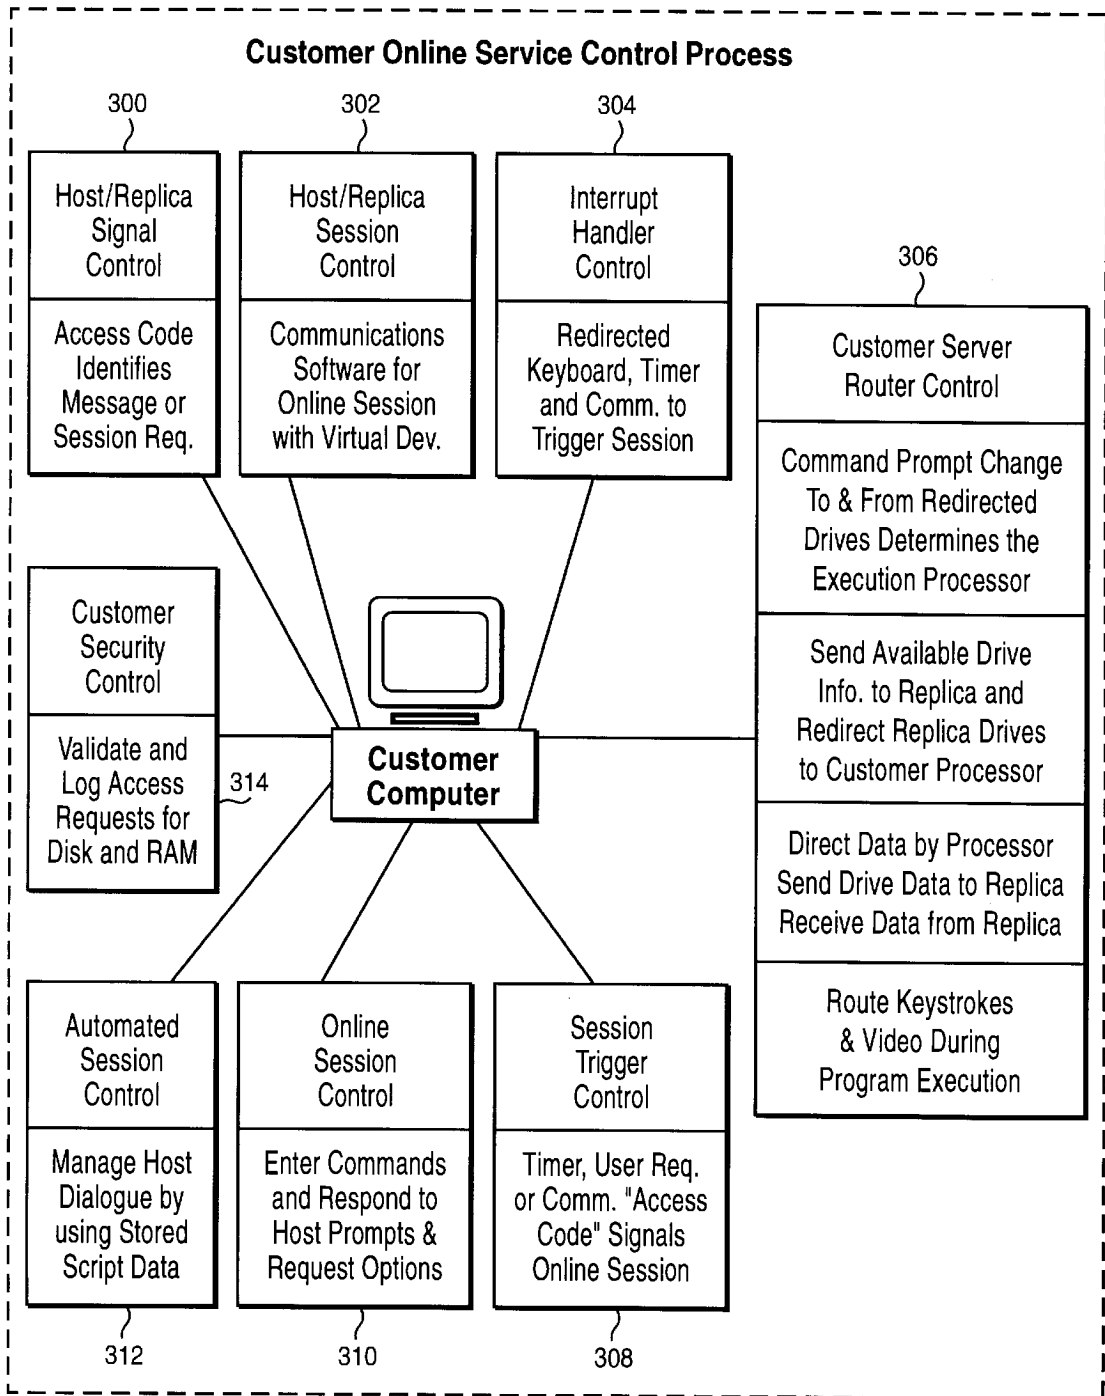 Customer Online Service Control Process
300
Host/Replica
Signal
Control
Access Code
Identifies
Message or
Session Req.
302
Host/Replica
Session
Control
Communications
Software for
Online Session
with Virtual Dev.
304
Interrupt
Handler
Control
Redirected
Keyboard, Timer
and Comm. to
Trigger Session
306
Customer Server
Router Control
Command Prompt Change
To & From Redirected
Drives Determines the
Execution Processor
Send Available Drive
Info. to Replica and
Redirect Replica Drives
to Customer Processor
Direct Data by Processor
Send Drive Data to Replica
Receive Data from Replica
Route Keystrokes
& Video During
Program Execution
Customer
Security
Control
Validate and
Log Access
Requests for
Disk and RAM
314
Customer
Computer
Automated
Session
Control
Manage Host
Dialogue by
using Stored
Script Data
312
Online
Session
Control
Enter Commands
and Respond to
Host Prompts &
Request Options
310
Session
Trigger
Control
Timer, User Req.
or Comm. "Access
Code" Signals
Online Session
308